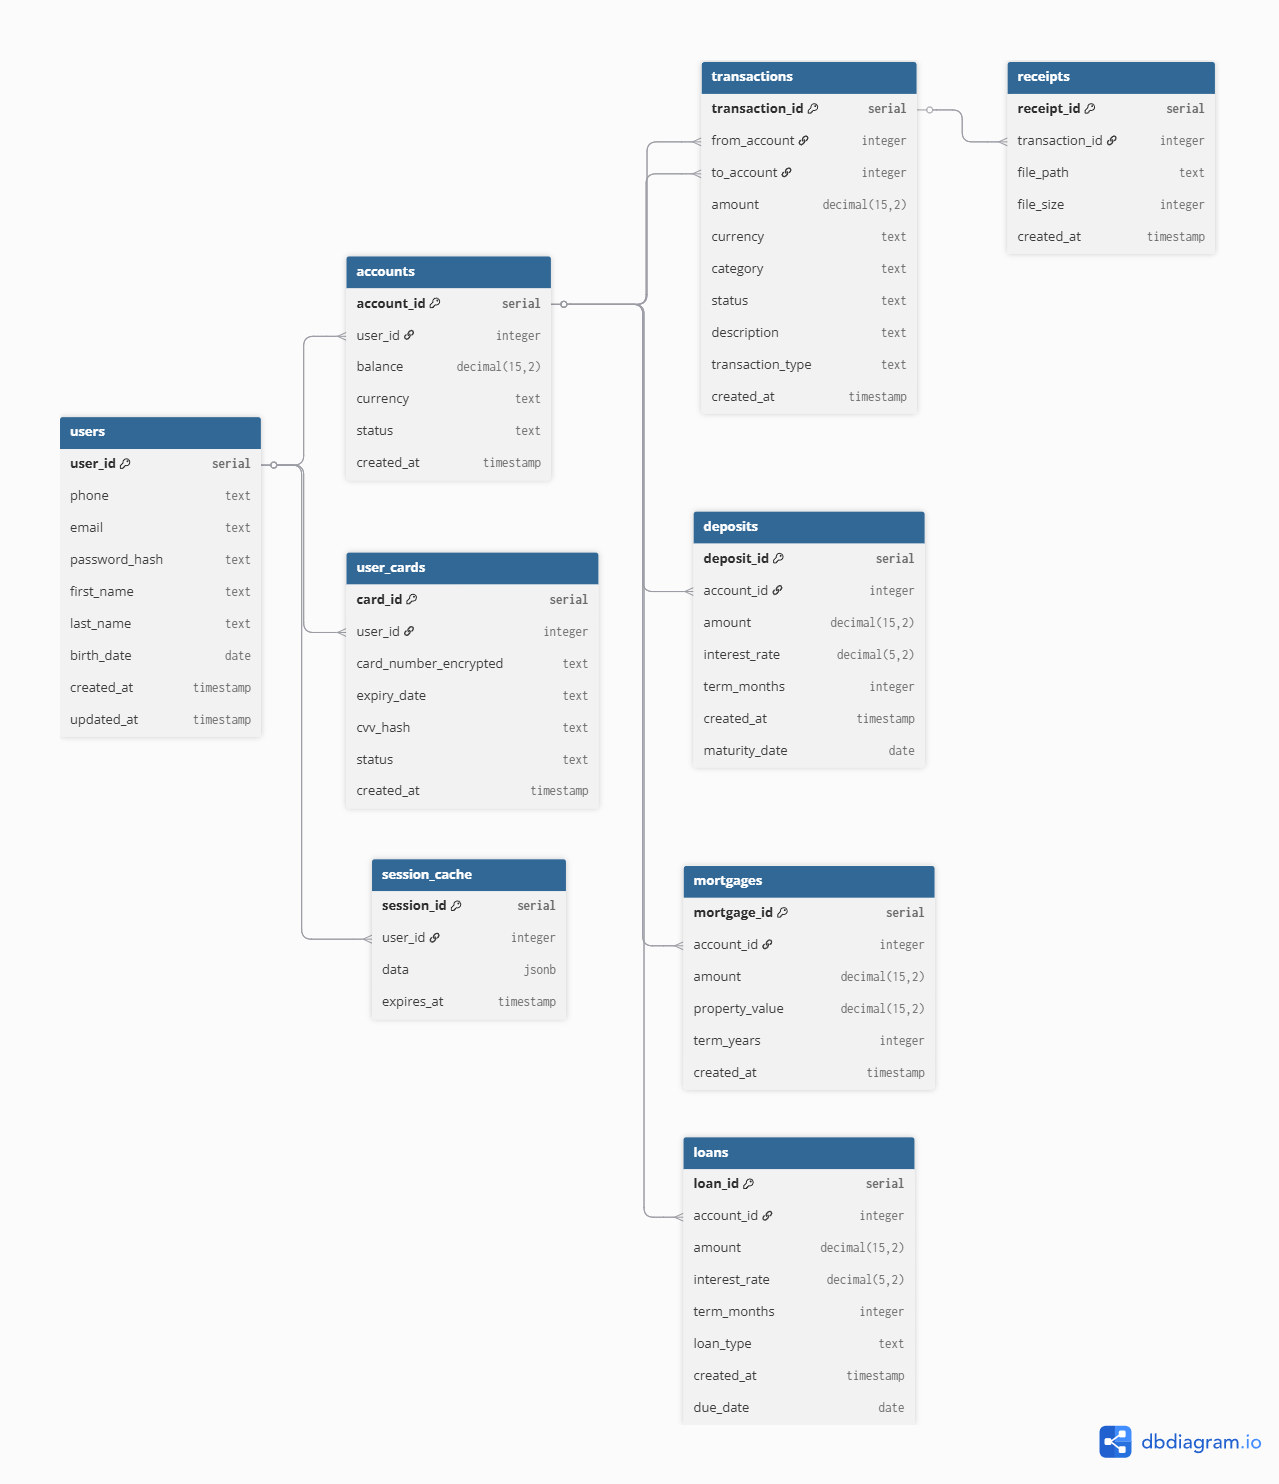 transactions
transaction_id serial
from_account integer
to_account integer
amount decimal(15,2)
currency text
category text
status text
description text
transaction_type text
created_at timestamp
receipts
receipt_id serial
transaction_id integer
file_path text
file_size integer
created_at timestamp
accounts
account_id serial
user_id integer
balance decimal(15,2)
currency text
status text
created_at timestamp
users
user_id serial
phone text
email text
password_hash text
first_name text
last_name text
birth_date date
created_at timestamp
updated_at timestamp
user_cards
card_id serial
user_id integer
card_number_encrypted text
expiry_date text
cvv_hash text
status text
created_at timestamp
session_cache
session_id serial
user_id integer
data jsonb
expires_at timestamp
deposits
deposit_id serial
account_id integer
amount decimal(15,2)
interest_rate decimal(5,2)
term_months integer
created_at timestamp
maturity_date date
mortgages
mortgage_id serial
account_id integer
amount decimal(15,2)
property_value decimal(15,2)
term_years integer
created_at timestamp
loans
loan_id serial
account_id integer
amount decimal(15,2)
interest_rate decimal(5,2)
term_months integer
loan_type text
created_at timestamp
due_date date
dbdiagram.io